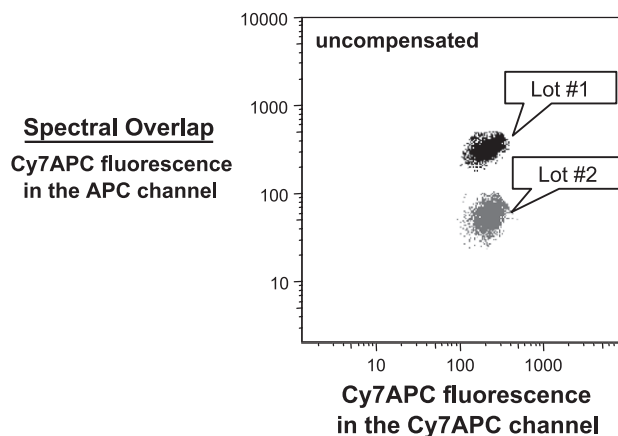 10000
uncompensated
1000
Lot #1
Spectral Overlap
Cy7APC fluorescence
in the APC channel
100
Lot #2
10
10
100
1000
Cy7APC fluorescence
in the Cy7APC channel